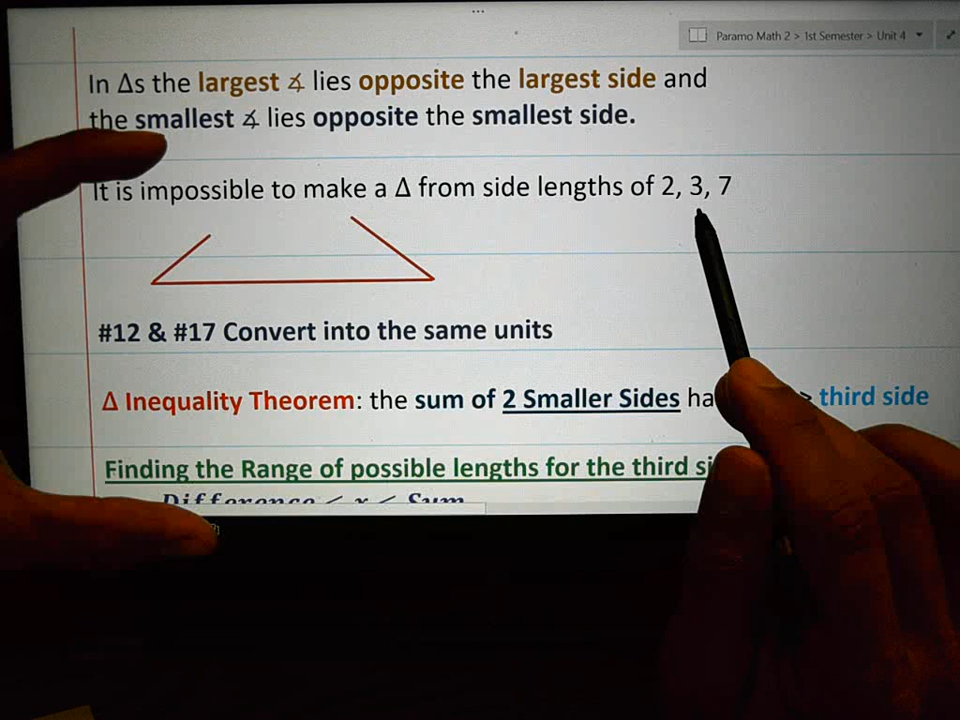 ...
Paramo Math 2 > 1st Semester > Unit 4
In Δs the largest ∡ lies opposite the largest side and
the smallest ∡ lies opposite the smallest side.
It is impossible to make a Δ from side lengths of 2, 3, 7
#12 & #17 Convert into the same units
Δ Inequality Theorem: the sum of 2 Smaller Sides > third side
Finding the Range of possible lengths for the third
Difference < x < Sum